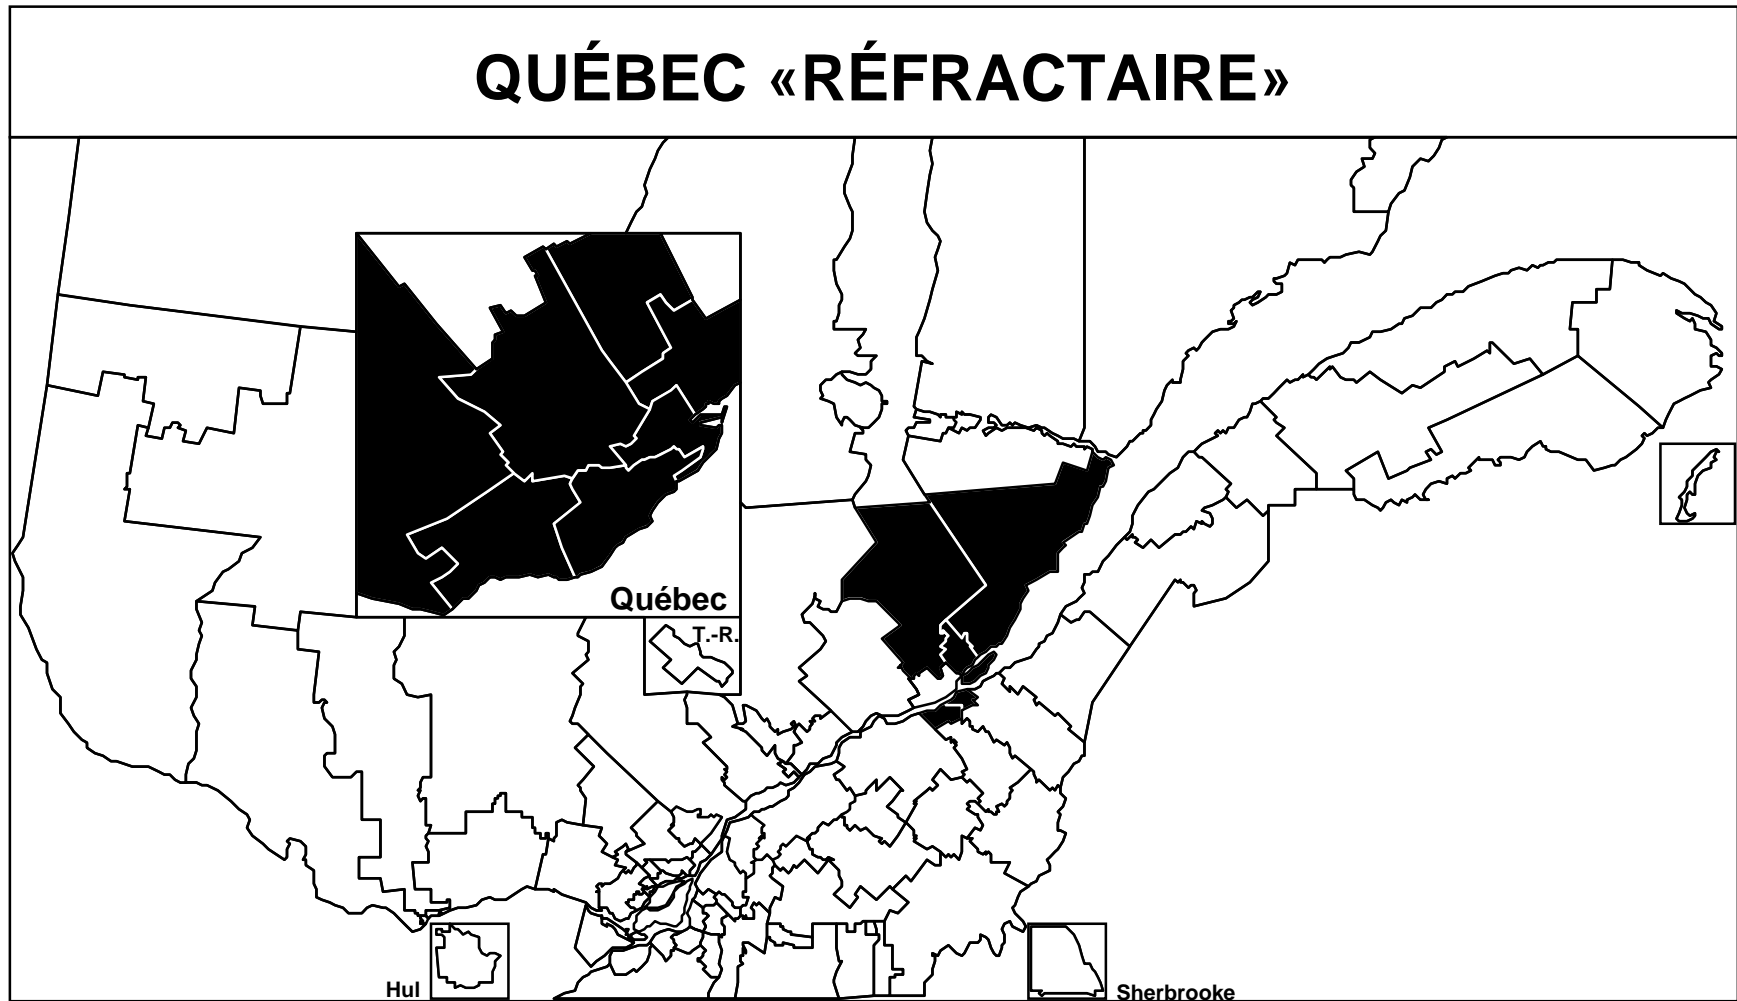 QUÉBEC «RÉFRACTAIRE»
Québec
T.-R.
Hul
Sherbrooke